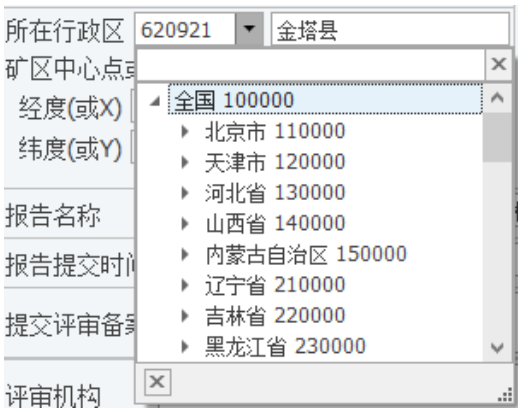 所在行政区 620921 金塔县
矿区中心点
全国 100000
经度(或X)
北京市 110000
纬度(或Y)
天津市 120000
河北省 130000
报告名称
山西省 140000
内蒙古自治区 150000
报告提交时
辽宁省 210000
提交评审备
吉林省 220000
黑龙江省 230000
评审机构